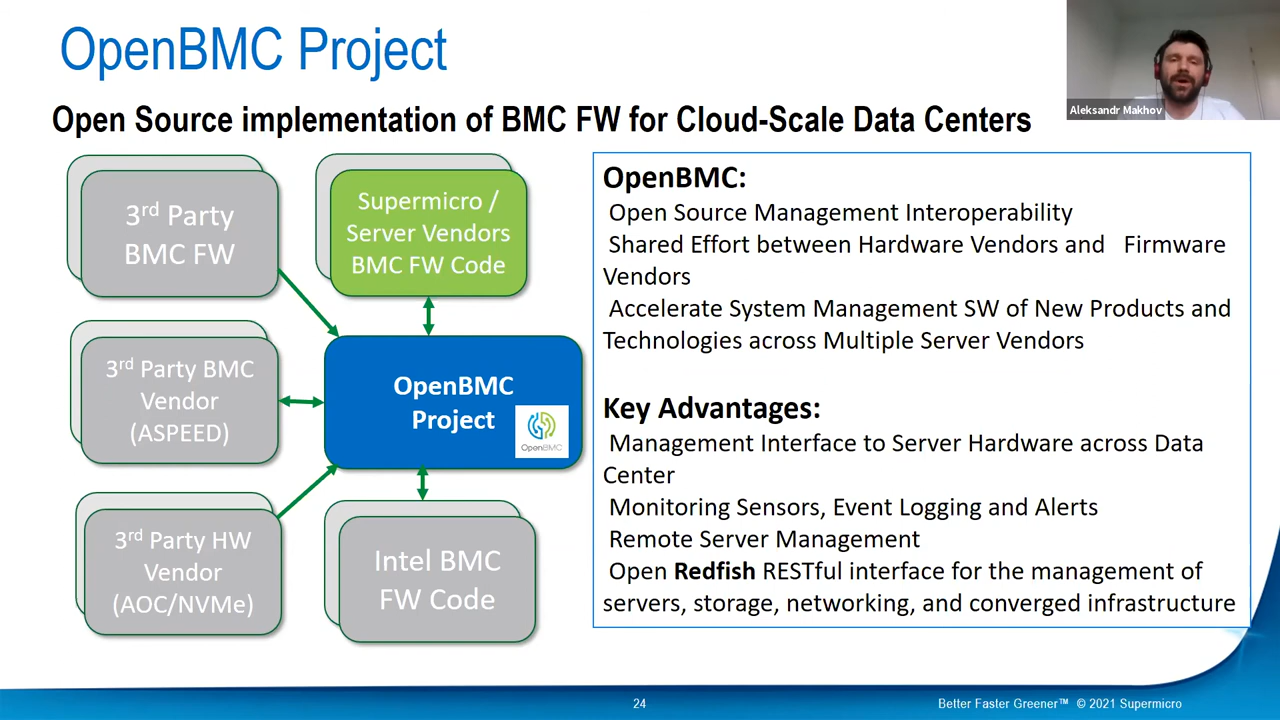 OpenBMC Project
Aleksandr Makhov
Open Source implementation of BMC FW for Cloud-Scale Data Centers
3rd Party
BMC FW
Supermicro /
Server Vendors
BMC FW Code
3rd Party BMC
Vendor
(ASPEED)
OpenBMC
Project
OpenBMC
3rd Party HW
Vendor
(AOC/NVMe)
Intel BMC
FW Code
OpenBMC:
Open Source Management Interoperability
Shared Effort between Hardware Vendors and Firmware
Vendors
Accelerate System Management SW of New Products and
Technologies across Multiple Server Vendors
Key Advantages:
Management Interface to Server Hardware across Data
Center
Monitoring Sensors, Event Logging and Alerts
Remote Server Management
Open Redfish RESTful interface for the management of
servers, storage, networking, and converged infrastructure
24
Better Faster Greener™ © 2021 Supermicro